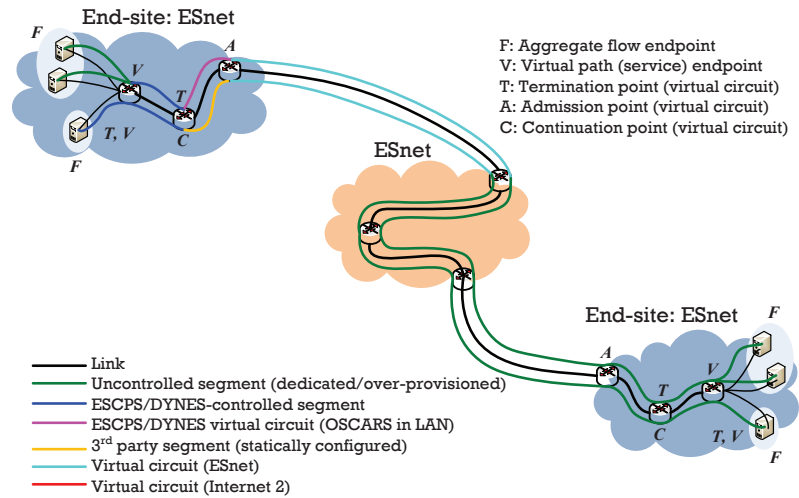 End-site: ESnet
F
A
V
T
T, V
C
F
F: Aggregate flow endpoint
V: Virtual path (service) endpoint
T: Termination point (virtual circuit)
A: Admission point (virtual circuit)
C: Continuation point (virtual circuit)
ESnet
End-site: ESnet
F
A
V
T
C
T, V
F
Link
Uncontrolled segment (dedicated/over-provisioned)
ESCPS/DYNES-controlled segment
ESCPS/DYNES virtual circuit (OSCARS in LAN)
3rd party segment (statically configured)
Virtual circuit (ESnet)
Virtual circuit (Internet 2)